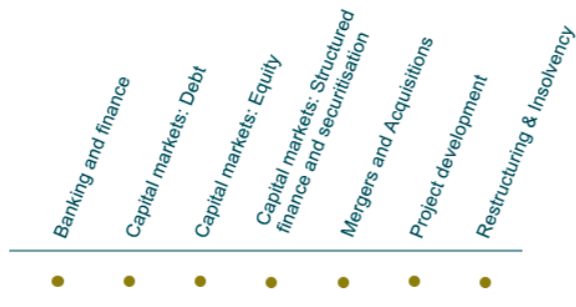 Banking and finance
Capital markets: Debt
Capital markets: Equity
Capital markets: Structured
finance and securitisation
Mergers and Acquisitions
Project development
Restructuring & Insolvency